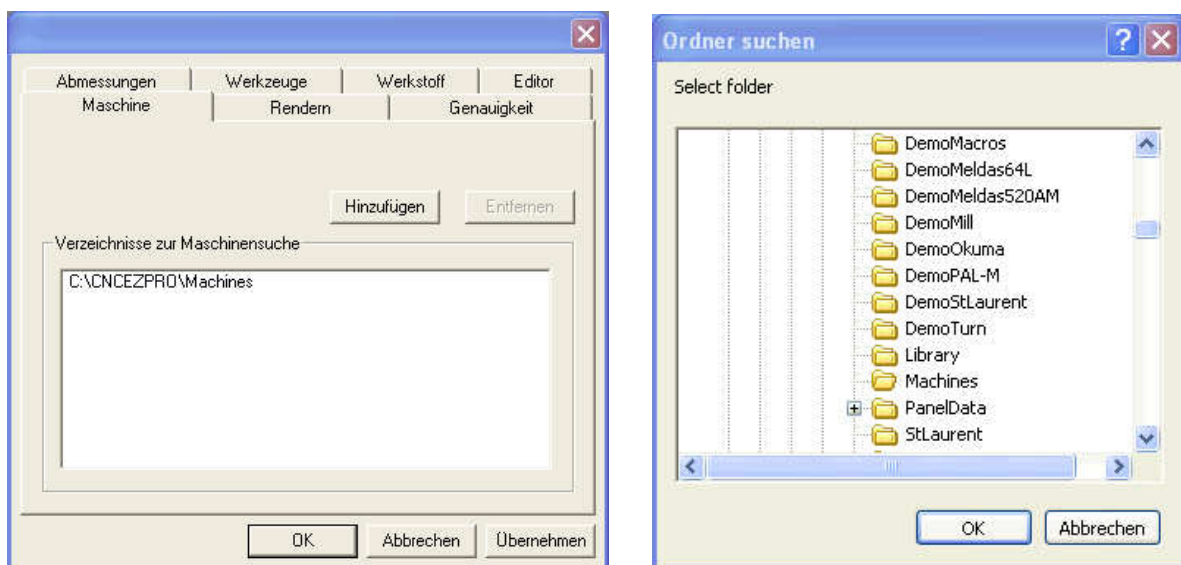 Abmessungen Werkzeuge Werkstoff Editor
Maschine Rendern Genauigkeit
Hinzufügen Entfernen
Verzeichnisse zur Maschinensuche
C:\CNCEZPRO\Machines
OK Abbrechen Übernehmen
Ordner suchen
Select folder
DemoMacros
DemoMeldas64L
DemoMeldas520AM
DemoMill
DemoOkuma
DemoPAL-M
DemoStLaurent
DemoTurn
Library
Machines
PanelData
StLaurent
OK Abbrechen